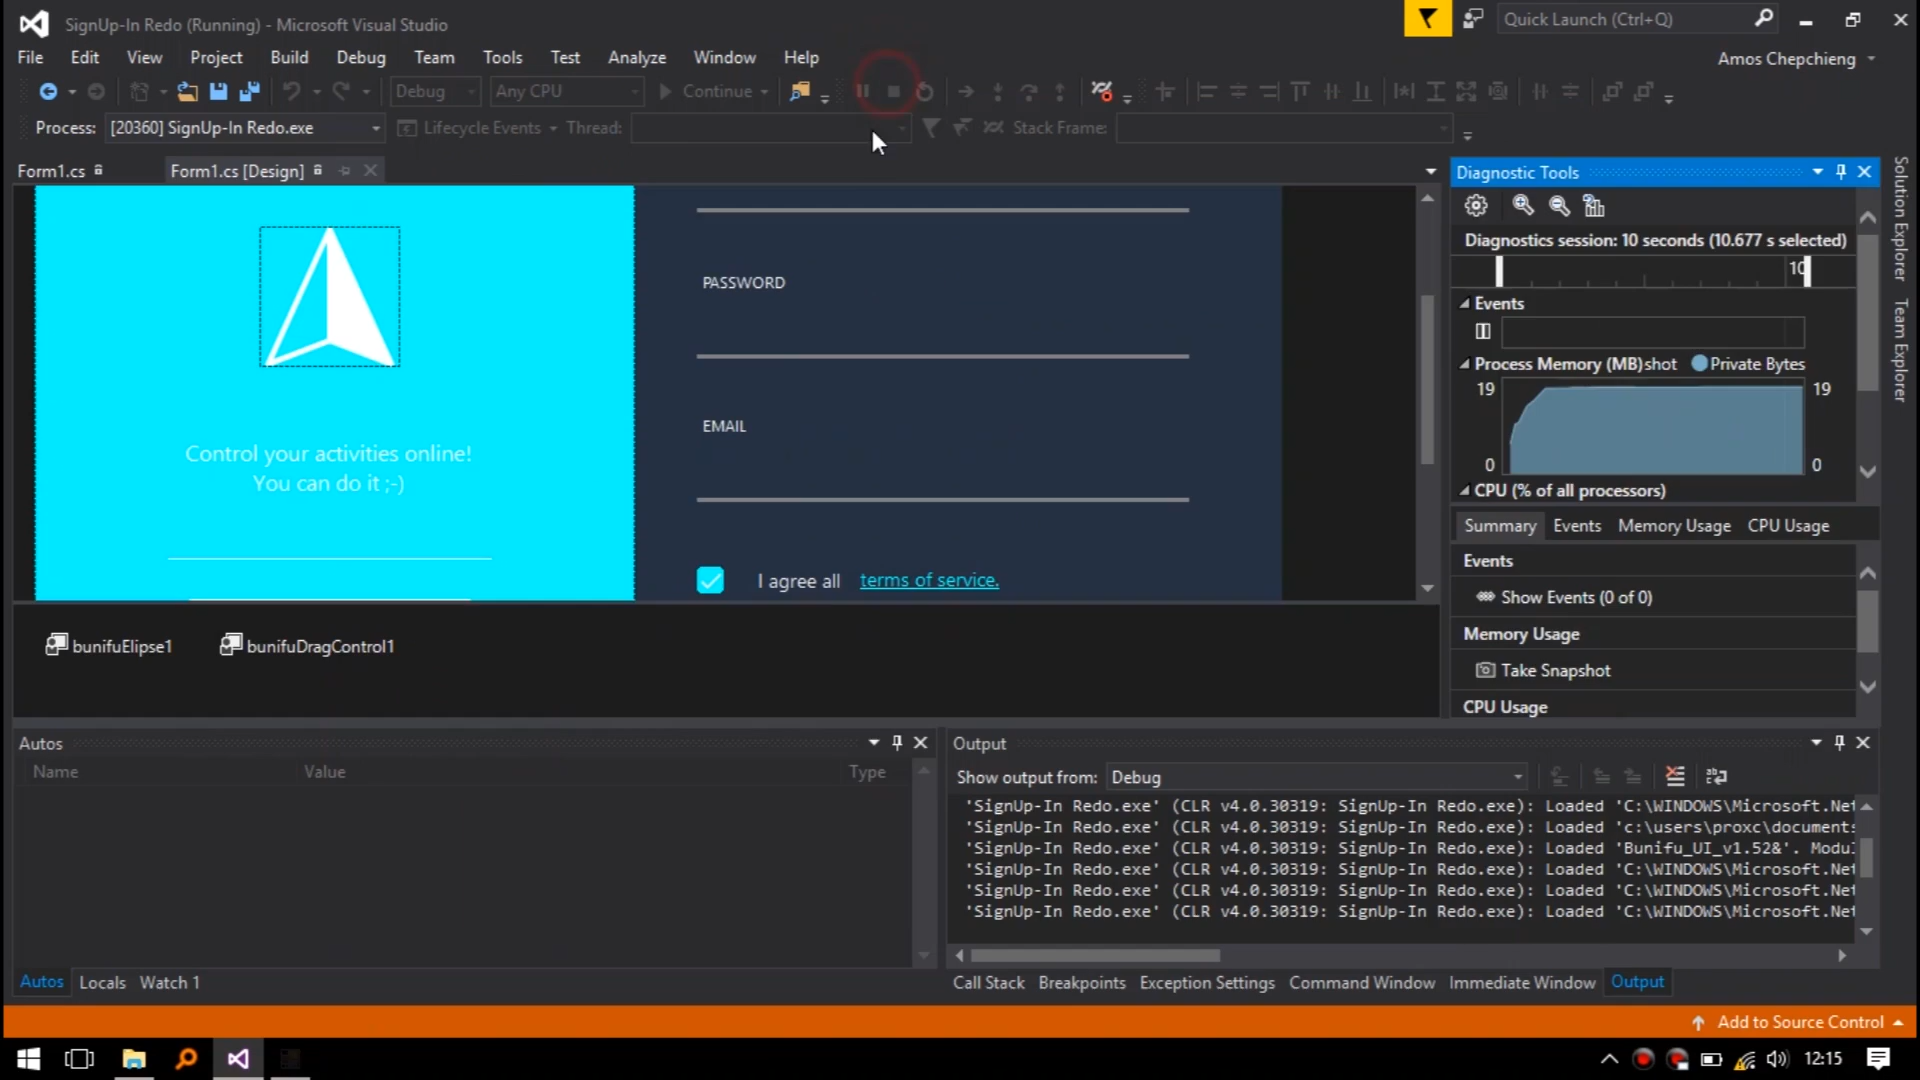 SignUp-In Redo (Running) - Microsoft Visual Studio
Quick Launch (Ctrl+Q)
File Edit View Project Build Debug Team Tools Test Analyze Window Help
Amos Chepchieng
Debug Any CPU Continue
Process: [20360] SignUp-In Redo.exe Lifecycle Events Thread: Stack Frame:
Form1.cs Form1.cs [Design]
PASSWORD
EMAIL
Control your activities online!
You can do it ;-)
I agree all terms of service.
bunifuElipse1 bunifuDragControl1
Diagnostic Tools
Diagnostics session: 10 seconds (10.677 s selected)
10
Events
Process Memory (MB)shot Private Bytes
19 19
0 0
CPU (% of all processors)
Summary Events Memory Usage CPU Usage
Events
Show Events (0 of 0)
Memory Usage
Take Snapshot
CPU Usage
Solution Explorer
Team Explorer
Autos
Name Value Type
Autos Locals Watch 1
Output
Show output from: Debug
'SignUp-In Redo.exe' (CLR v4.0.30319: SignUp-In Redo.exe): Loaded 'C:\WINDOWS\Microsoft.Net
'SignUp-In Redo.exe' (CLR v4.0.30319: SignUp-In Redo.exe): Loaded 'c:\users\proxc\documents
'SignUp-In Redo.exe' (CLR v4.0.30319: SignUp-In Redo.exe): Loaded 'Bunifu_UI_v1.52&'. Modul
'SignUp-In Redo.exe' (CLR v4.0.30319: SignUp-In Redo.exe): Loaded 'C:\WINDOWS\Microsoft.Net
'SignUp-In Redo.exe' (CLR v4.0.30319: SignUp-In Redo.exe): Loaded 'C:\WINDOWS\Microsoft.Net
'SignUp-In Redo.exe' (CLR v4.0.30319: SignUp-In Redo.exe): Loaded 'C:\WINDOWS\Microsoft.Net
Call Stack Breakpoints Exception Settings Command Window Immediate Window Output
Add to Source Control
12:15